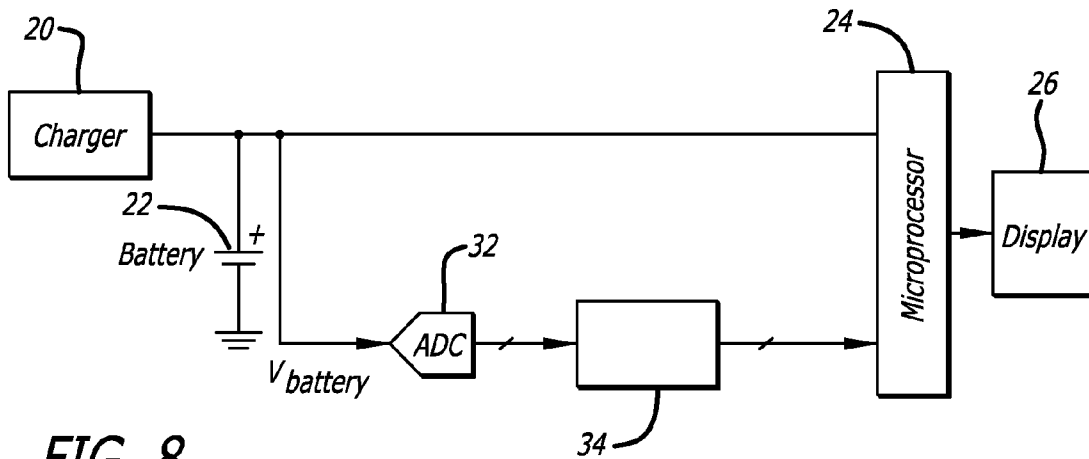 20
24
26
Charger
22
+
Battery
32
Microprocessor
Display
ADC
V battery
34
FIG. 8